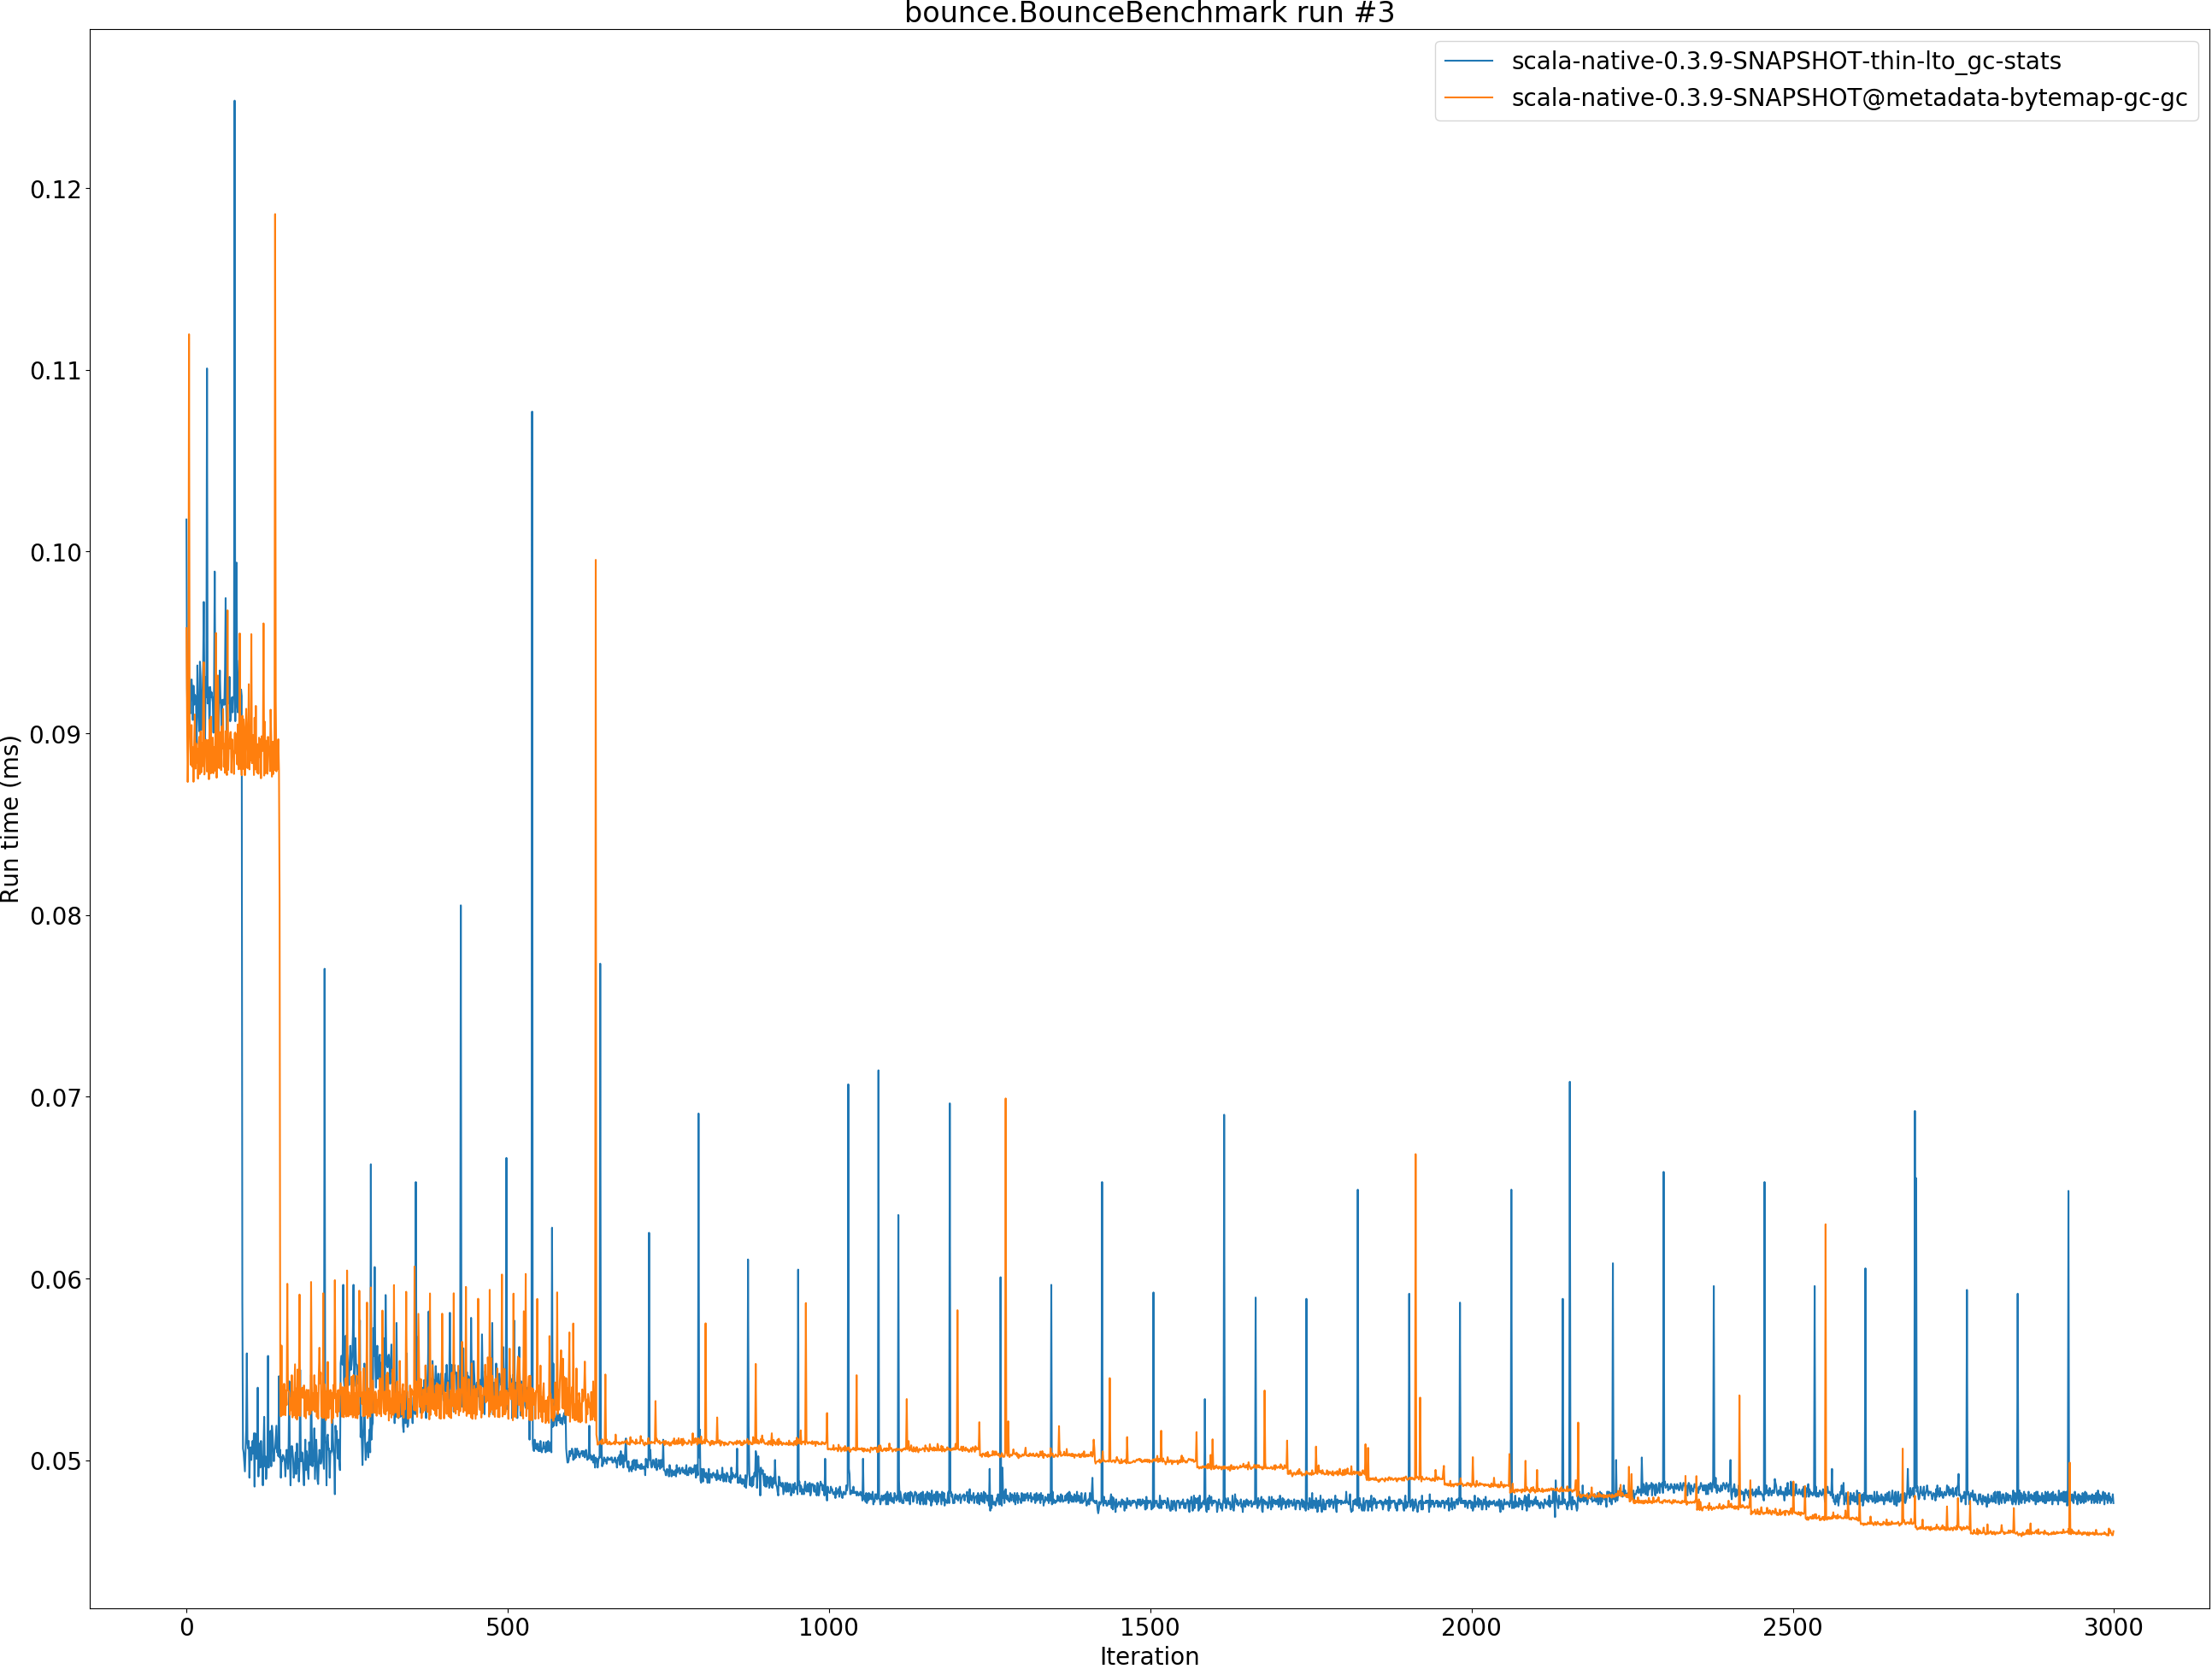 bounce.BounceBenchmark run #3
scala-native-0.3.9-SNAPSHOT-thin-lto_gc-stats
scala-native-0.3.9-SNAPSHOT@metadata-bytemap-gc-gc
0.12
0.11
0.10
0.09
0.08
0.07
0.06
0.05
Run time (ms)
0 500 1000 1500 2000 2500 3000
Iteration